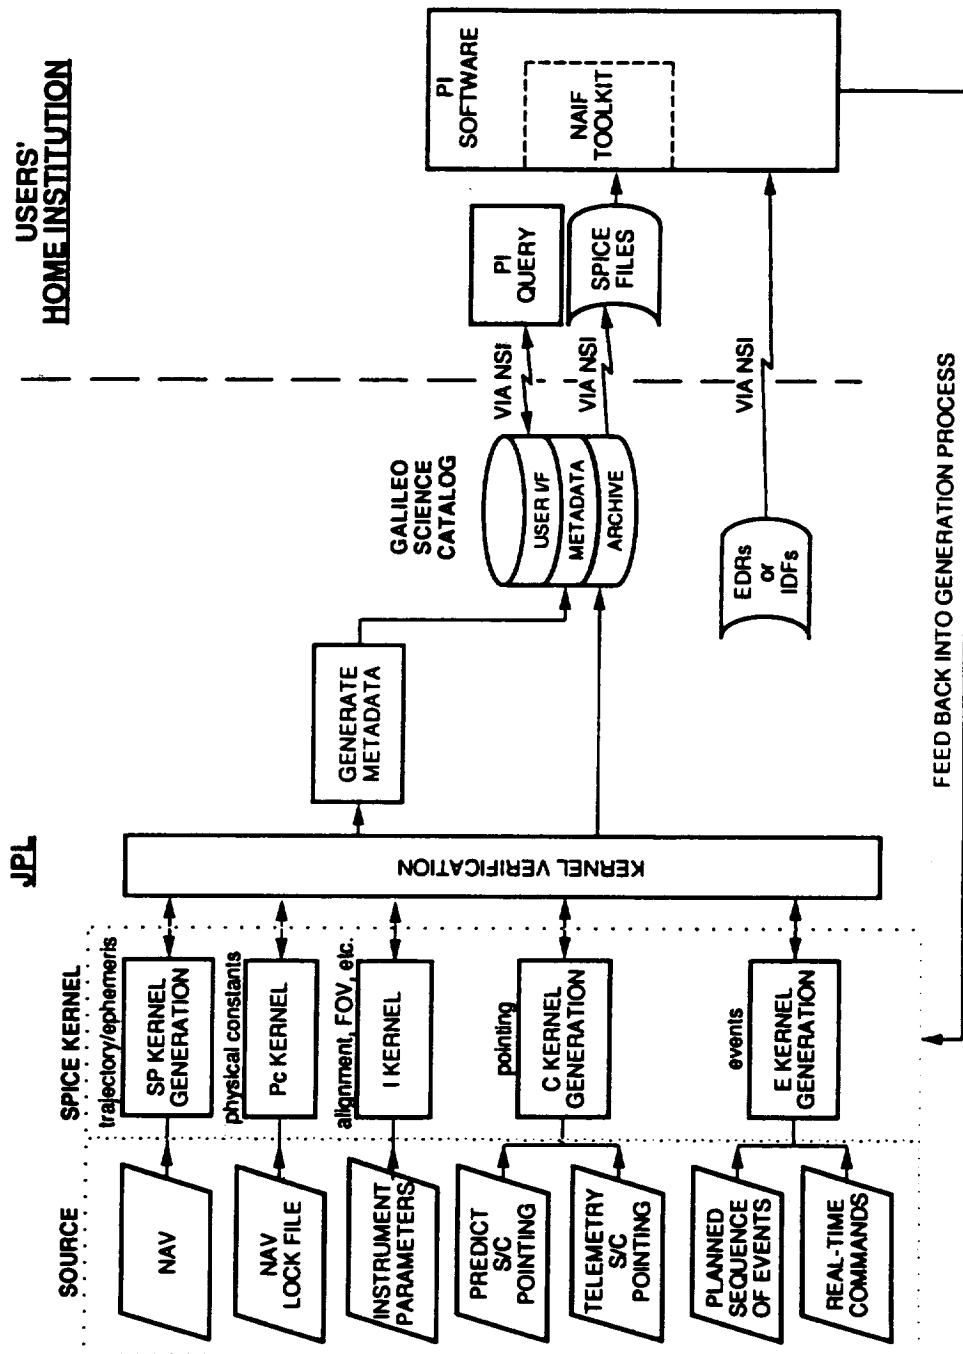 JPL
USERS'
HOME INSTITUTION
SOURCE
SPICE KERNEL
NAV
trajectory/ephemeris
SP KERNEL
GENERATION
NAV
LOCK FILE
physical constants
Pc KERNEL
INSTRUMENT
PARAMETERS
alignment, FOV, etc.
I KERNEL
PREDICT
S/C
POINTING
TELEMETRY
S/C
POINTING
pointing
C KERNEL
GENERATION
PLANNED
SEQUENCE
OF EVENTS
REAL-TIME
COMMANDS
events
E KERNEL
GENERATION
KERNEL VERIFICATION
GENERATE
METADATA
GALILEO
SCIENCE
CATALOG
USER I/F
METADATA
ARCHIVE
VIA NSI
PI
QUERY
VIA NSI
SPICE
FILES
EDRs
or
IDFs
VIA NSI
PI
SOFTWARE
NAIF
TOOLKIT
FEED BACK INTO GENERATION PROCESS